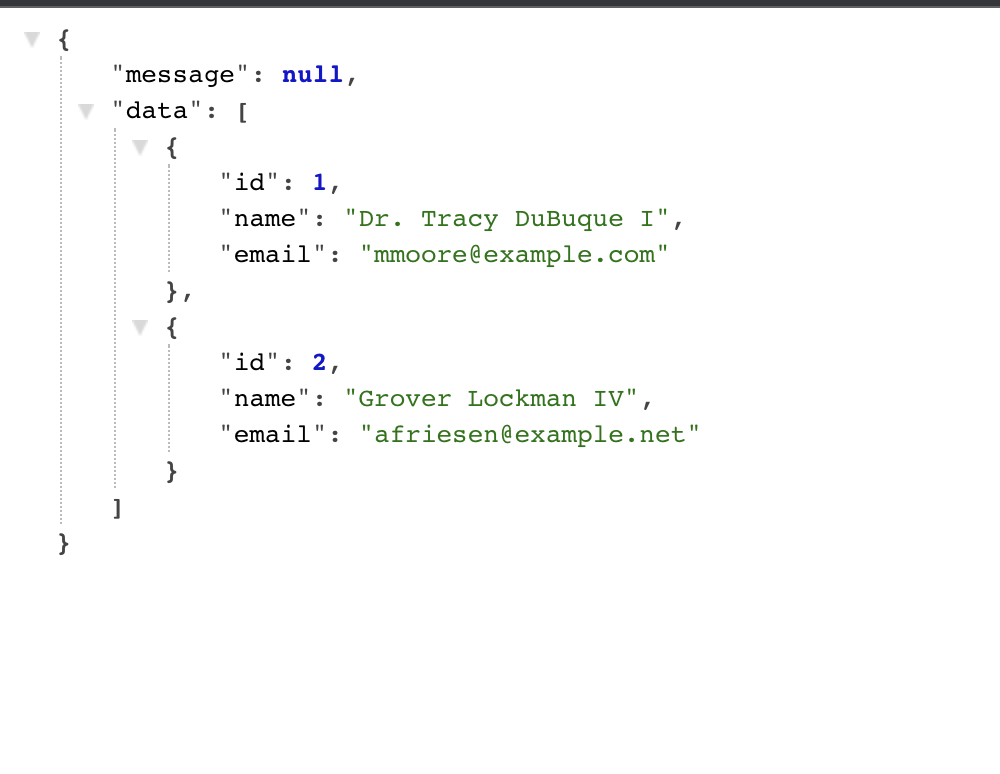 {
"message": null,
"data": [
{
"id": 1,
"name": "Dr. Tracy DuBuque I",
"email": "mmoore@example.com"
},
{
"id": 2,
"name": "Grover Lockman IV",
"email": "afriesen@example.net"
}
]
}